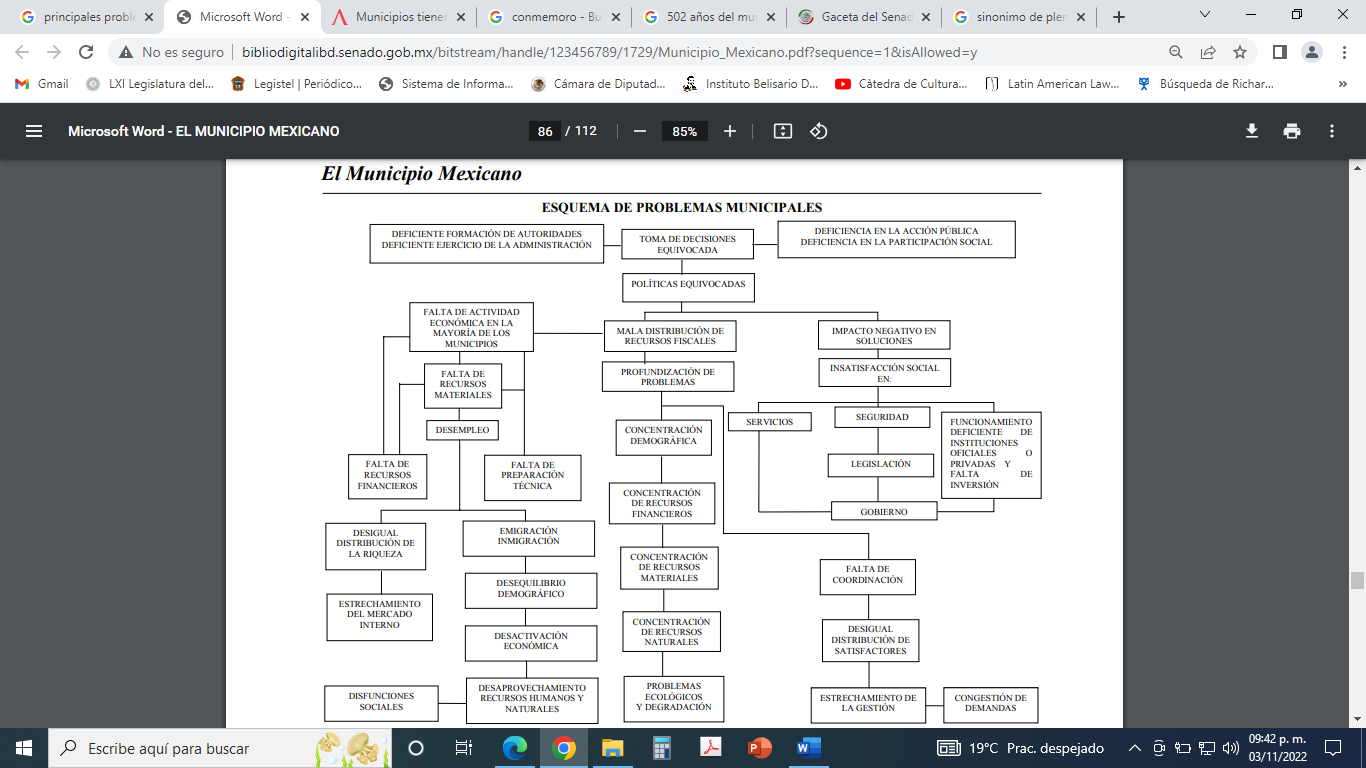 principales proble
Microsoft Word -
Municipios tiener
conmemoro - Bu
502 años del mu
Gaceta del Senad
sinonimo de plen
No es seguro | bibliodigitalibd.senado.gob.mx/bitstream/handle/123456789/1729/Municipio_Mexicano.pdf?sequence=1&isAllowed=y
Gmail
LXI Legislatura del...
Legistel | Periódico...
Sistema de Informa...
Cámara de Diputad...
Instituto Belisario D...
Càtedra de Cultura...
Latin American Law...
Búsqueda de Richar...
Microsoft Word - EL MUNICIPIO MEXICANO
86 / 112
85%
El Municipio Mexicano
ESQUEMA DE PROBLEMAS MUNICIPALES
DEFICIENTE FORMACIÓN DE AUTORIDADES
DEFICIENTE EJERCICIO DE LA ADMINISTRACIÓN
TOMA DE DECISIONES
EQUIVOCADA
DEFICIENCIA EN LA ACCIÓN PÚBLICA
DEFICIENCIA EN LA PARTICIPACIÓN SOCIAL
POLÍTICAS EQUIVOCADAS
FALTA DE ACTIVIDAD
ECONÓMICA EN LA
MAYORÍA DE LOS
MUNICIPIOS
MALA DISTRIBUCIÓN DE
RECURSOS FISCALES
IMPACTO NEGATIVO EN
SOLUCIONES
FALTA DE
RECURSOS
MATERIALES
PROFUNDIZACIÓN DE
PROBLEMAS
INSATISFACCIÓN SOCIAL
EN:
DESEMPLEO
CONCENTRACIÓN
DEMOGRÁFICA
SERVICIOS
SEGURIDAD
FUNCIONAMIENTO
DEFICIENTE DE
INSTITUCIONES
OFICIALES O
PRIVADAS Y
FALTA DE
INVERSIÓN
FALTA DE
RECURSOS
FINANCIEROS
FALTA DE
PREPARACIÓN
TÉCNICA
LEGISLACIÓN
CONCENTRACIÓN
DE RECURSOS
FINANCIEROS
GOBIERNO
DESIGUAL
DISTRIBUCIÓN DE
LA RIQUEZA
EMIGRACIÓN
INMIGRACIÓN
CONCENTRACIÓN
DE RECURSOS
MATERIALES
FALTA DE
COORDINACIÓN
DESEQUILIBRIO
DEMOGRÁFICO
ESTRECHAMIENTO
DEL MERCADO
INTERNO
CONCENTRACIÓN
DE RECURSOS
NATURALES
DESIGUAL
DISTRIBUCIÓN DE
SATISFACTORES
DESACTIVACIÓN
ECONÓMICA
DISFUNCIONES
SOCIALES
DESAPROVECHAMIENTO
RECURSOS HUMANOS Y
NATURALES
PROBLEMAS
ECOLÓGICOS
Y DEGRADACIÓN
ESTRECHAMIENTO DE
LA GESTIÓN
CONGESTIÓN DE
DEMANDAS
Escribe aquí para buscar
19°C Prac. despejado
09:42 p. m.
03/11/2022